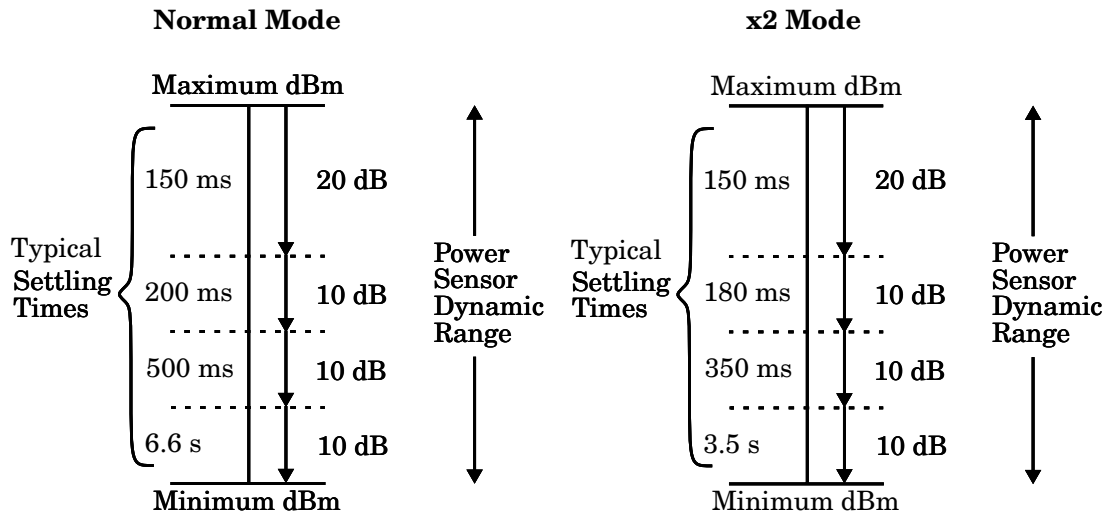 Normal Mode
Maximum dBm
150 ms
20 dB
Typical
Settling
Times
200 ms
10 dB
500 ms
10 dB
6.6 s
10 dB
Minimum dBm
Power
Sensor
Dynamic
Range
x2 Mode
Maximum dBm
150 ms
20 dB
Typical
Settling
Times
180 ms
10 dB
350 ms
10 dB
3.5 s
10 dB
Minimum dBm
Power
Sensor
Dynamic
Range